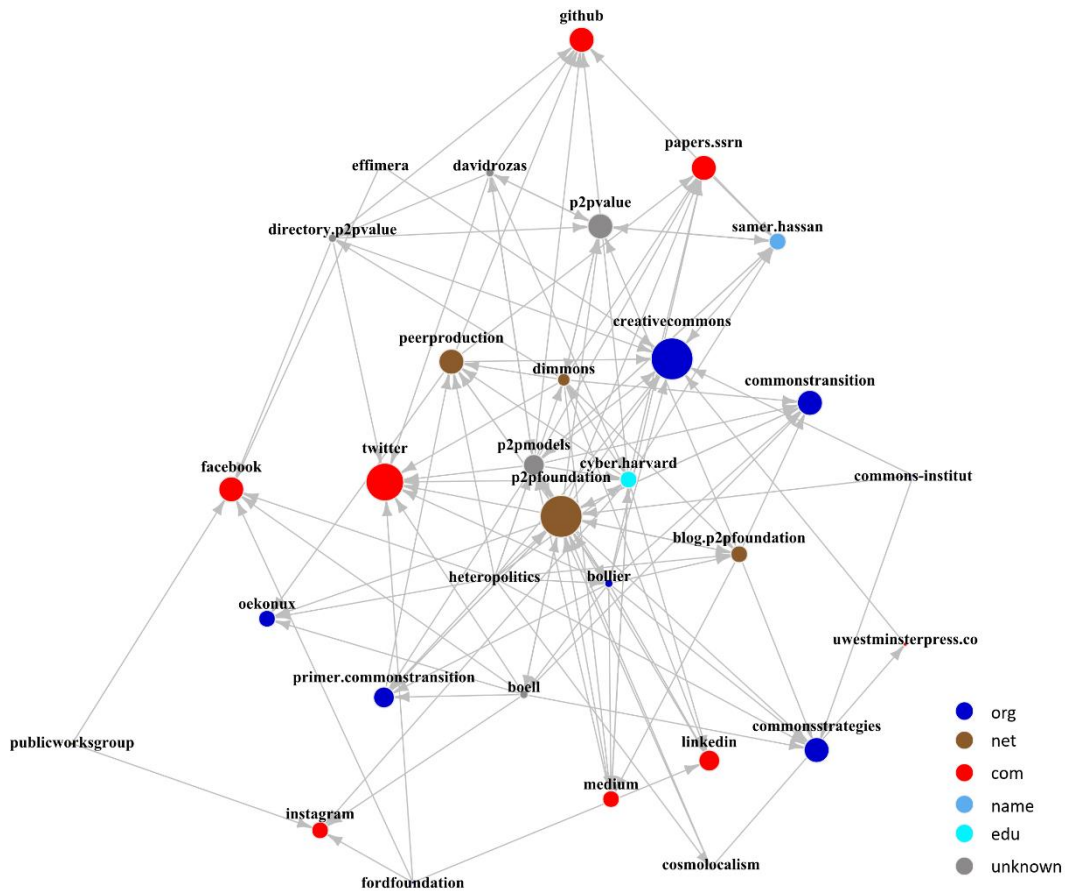 github
papers.ssrn
effimera
davidrozas
p2pvalue
directory.p2pvalue
samer.hassan
creativecommons
peerproduction
dimmons
commonstransition
p2pmodels
twitter
cyber.harvard
facebook
p2pfoundation
commons-institut
blog.p2pfoundation
heteropolitics
bollier
oekonux
uwestminsterpress.co
primer.commonstransition
boell
org
commonsstrategies
publicworksgroup
linkedin
net
com
medium
instagram
name
edu
cosmolocalism
unknown
fordfoundation